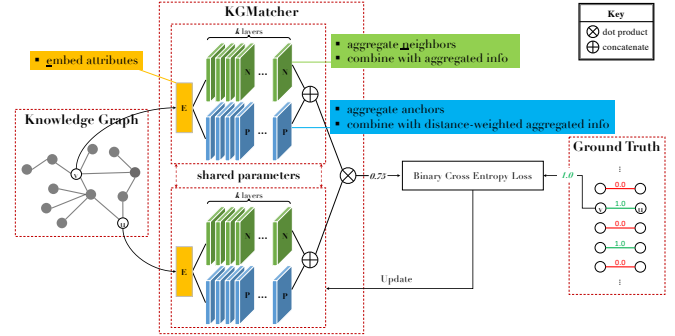 KGMatcher
Key
dot product
concatenate
k layers
▪ aggregate neighbors
▪ combine with aggregated info
▪ embed attributes
E
N ... N
P ... P
▪ aggregate anchors
▪ combine with distance-weighted aggregated info
Knowledge Graph
v
u
shared parameters
0.75
Binary Cross Entropy Loss
1.0
Ground Truth
...
0.0
v 1.0 u
0.0
1.0
0.0
...
k layers
E
N ... N
P ... P
Update